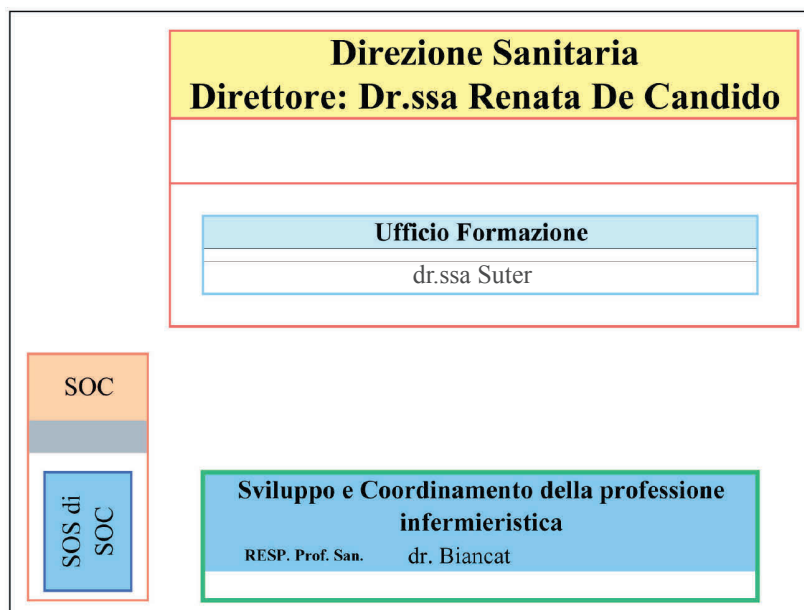 Direzione Sanitaria
Direttore: Dr.ssa Renata De Candido
Ufficio Formazione
dr.ssa Suter
SOC
SOS di
SOC
Sviluppo e Coordinamento della professione
infermieristica
RESP. Prof. San. dr. Biancat